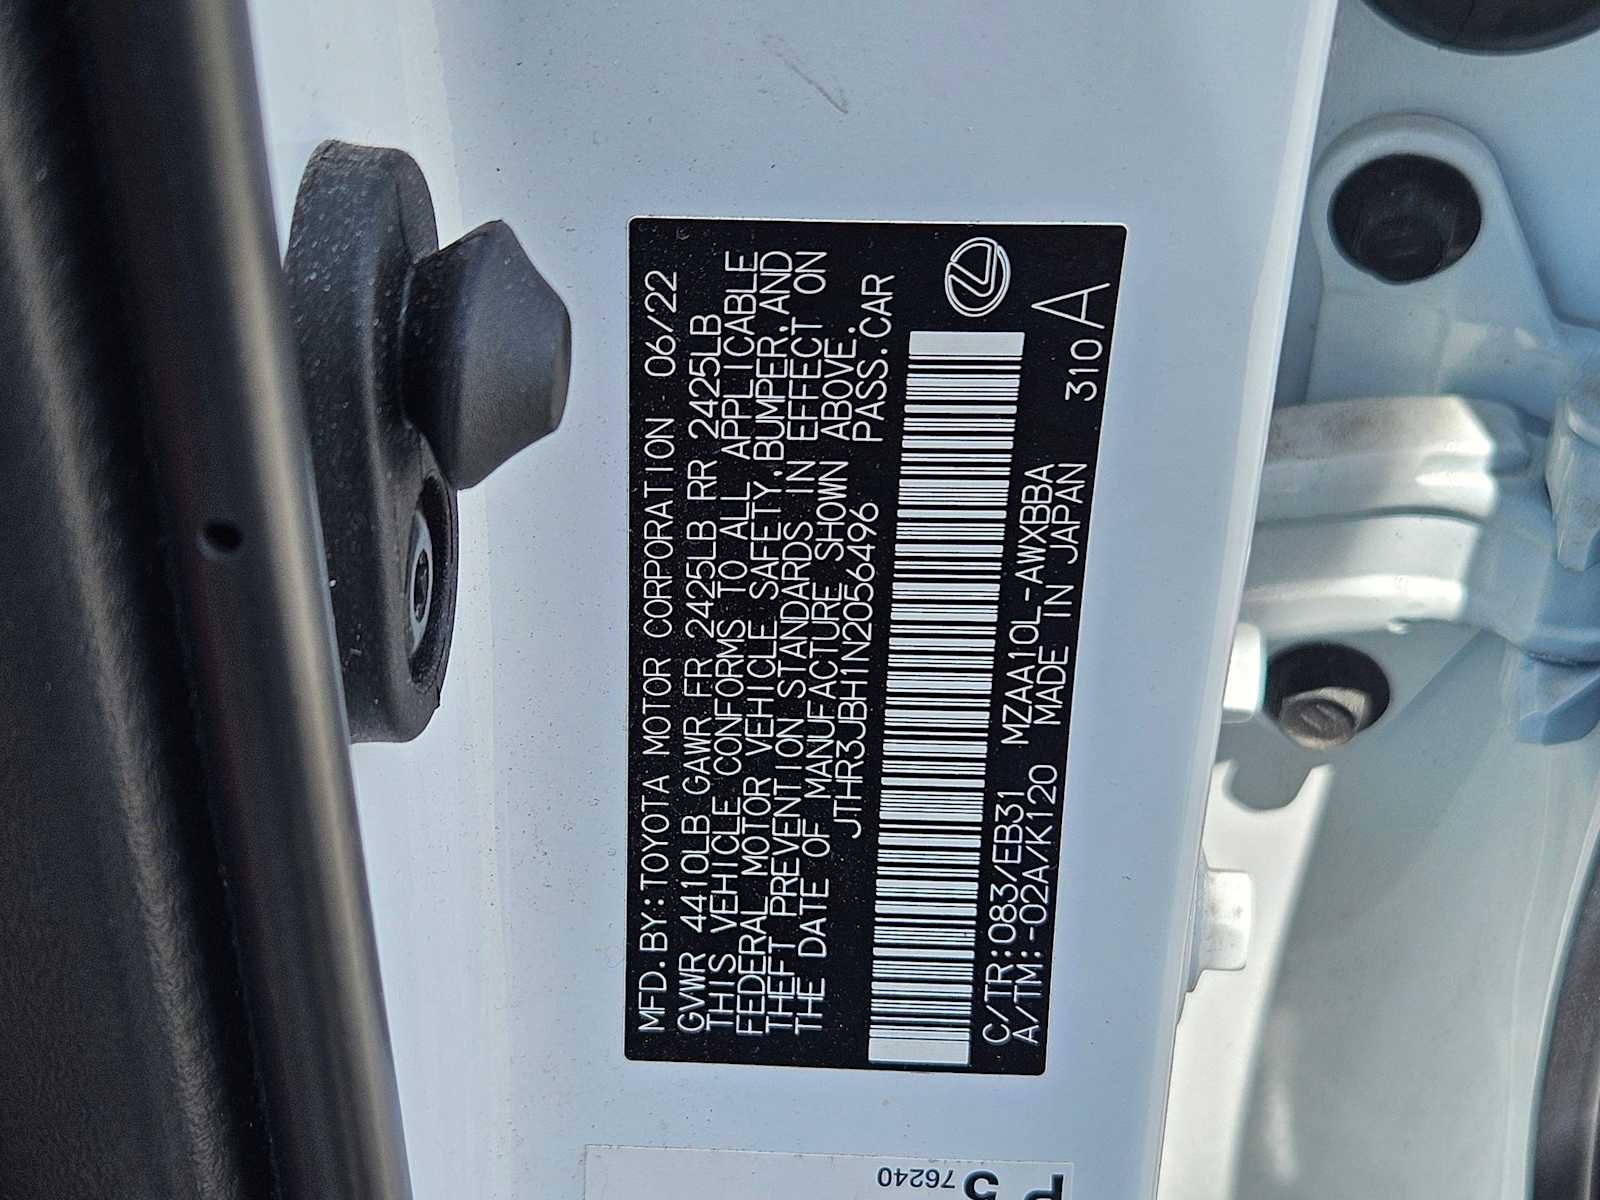 MFD.BY:TOYOTA MOTOR CORPORATION 06/22
GVWR 4410LB GAWR FR 2425LB RR 2425LB
THIS VEHICLE CONFORMS TO ALL APPLICABLE
FEDERAL MOTOR VEHICLE SAFETY,BUMPER,AND
THEFT PREVENTION STANDARDS IN EFFECT ON
THE DATE OF MANUFACTURE SHOWN ABOVE.
JTHR3JBH1N2056496 PASS.CAR
C/TR:083/EB31 MZAA10L-AWXBBA 310A
A/TM:-02A/K120 MADE IN JAPAN
76240
5